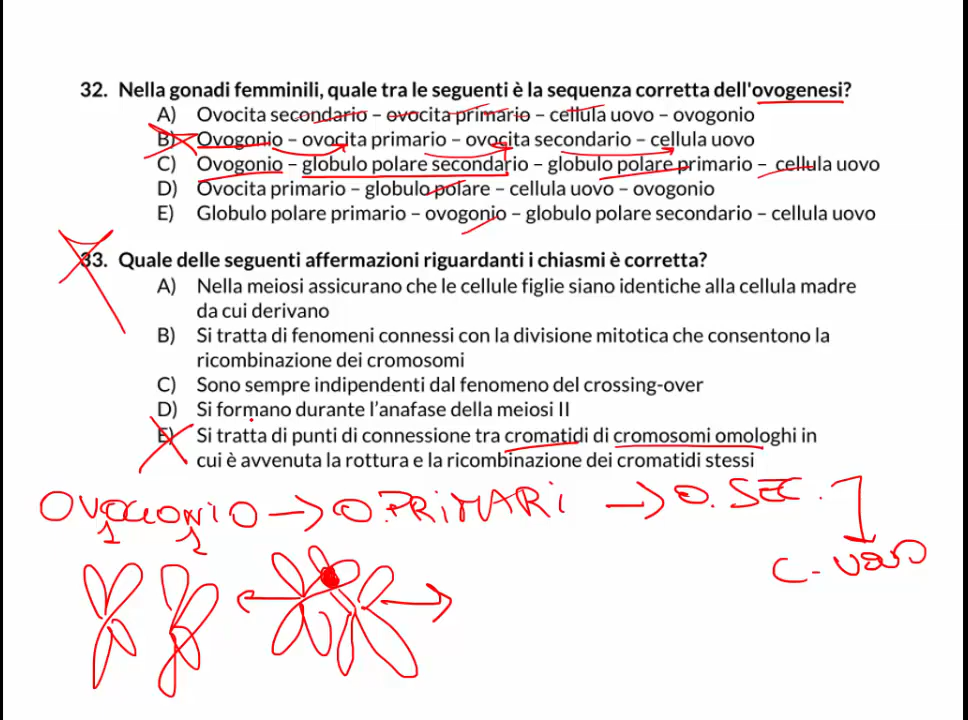 32. Nella gonadi femminili, quale tra le seguenti è la sequenza corretta dell'ovogenesi?
A) Ovocita secondario – ovocita primario – cellula uovo – ovogonio
B) Ovogonio – ovocita primario – ovocita secondario – cellula uovo
C) Ovogonio – globulo polare secondario – globulo polare primario – cellula uovo
D) Ovocita primario – globulo polare – cellula uovo – ovogonio
E) Globulo polare primario – ovogonio – globulo polare secondario – cellula uovo
33. Quale delle seguenti affermazioni riguardanti i chiasmi è corretta?
A) Nella meiosi assicurano che le cellule figlie siano identiche alla cellula madre
da cui derivano
B) Si tratta di fenomeni connessi con la divisione mitotica che consentono la
ricombinazione dei cromosomi
C) Sono sempre indipendenti dal fenomeno del crossing-over
D) Si formano durante l'anafase della meiosi II
E) Si tratta di punti di connessione tra cromatidi di cromosomi omologhi in
cui è avvenuta la rottura e la ricombinazione dei cromatidi stessi
→ O.PRIMARI → O. SEC.
1 2
C. UOVO